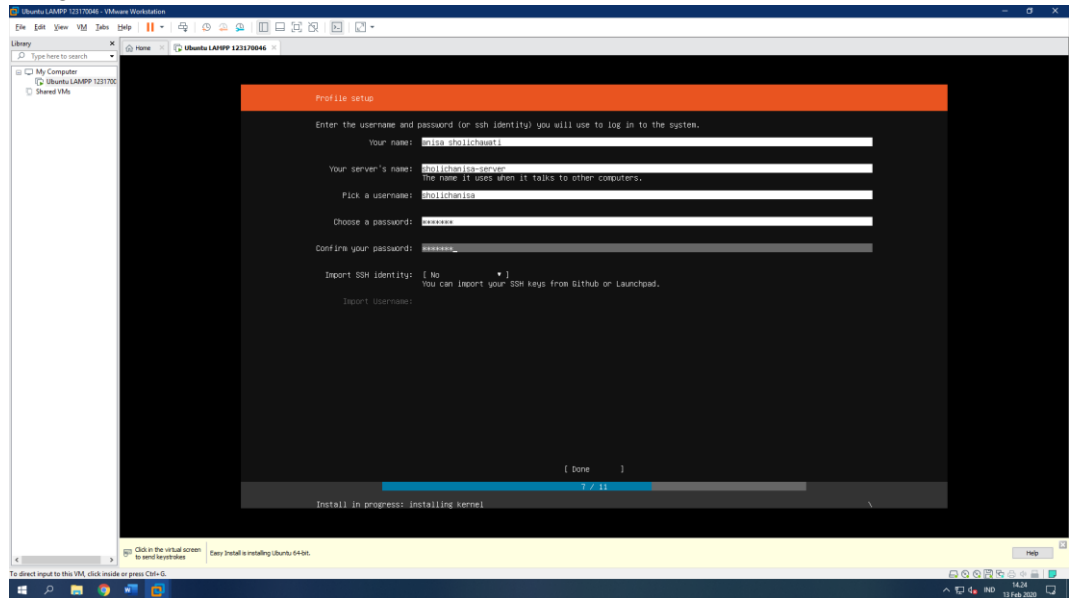 Ubuntu LAMPP 123170046 - VMware Workstation
File Edit View VM Tabs Help
Library
Home
Ubuntu LAMPP 123170046
Type here to search
My Computer
Ubuntu LAMPP 123170
Shared VMs
Profile setup
Enter the username and password (or ssh identity) you will use to log in to the system.
Your name: anisa sholichawati
Your server's name: sholichanisa-server
The name it uses when it talks to other computers.
Pick a username: sholichanisa
Choose a password: *******
Confirm your password: *******_
Import SSH identity: [ No ▾ ]
You can import your SSH keys from Github or Launchpad.
Import Username:
[ Done ]
7 / 11
Install in progress: installing kernel \
Click in the virtual screen
to send keystrokes
Easy Install is installing Ubuntu 64-bit.
Help
To direct input to this VM, click inside or press Ctrl+G.
IND
14.24
13 Feb 2020